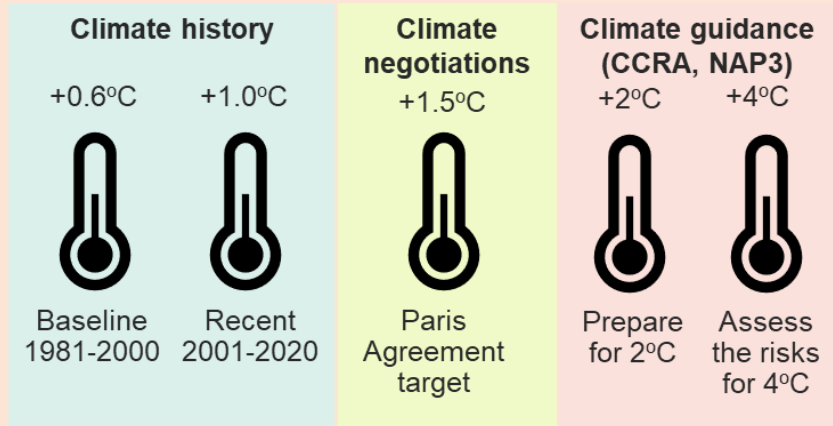 Climate history
+0.6ºC
+1.0ºC
Baseline
1981-2000
Recent
2001-2020
Climate
negotiations
+1.5ºC
Paris
Agreement
target
Climate guidance
(CCRA, NAP3)
+2ºC
+4ºC
Prepare
for 2ºC
Assess
the risks
for 4ºC